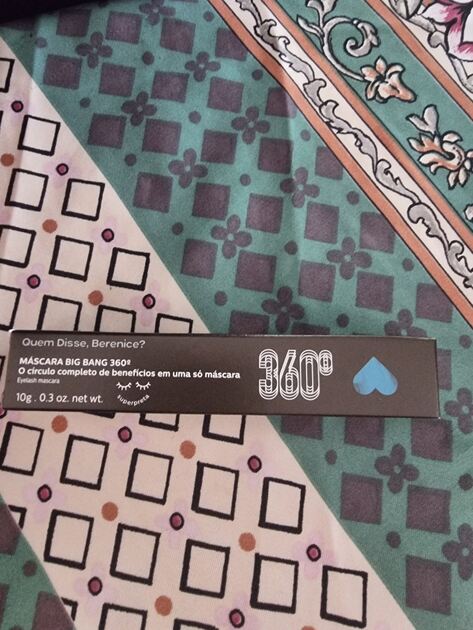 Quem Disse, Berenice?
MÁSCARA BIG BANG 360º
O círculo completo de benefícios em uma só máscara
Eyelash mascara
10g . 0.3 oz. net wt.
superpreta
360º